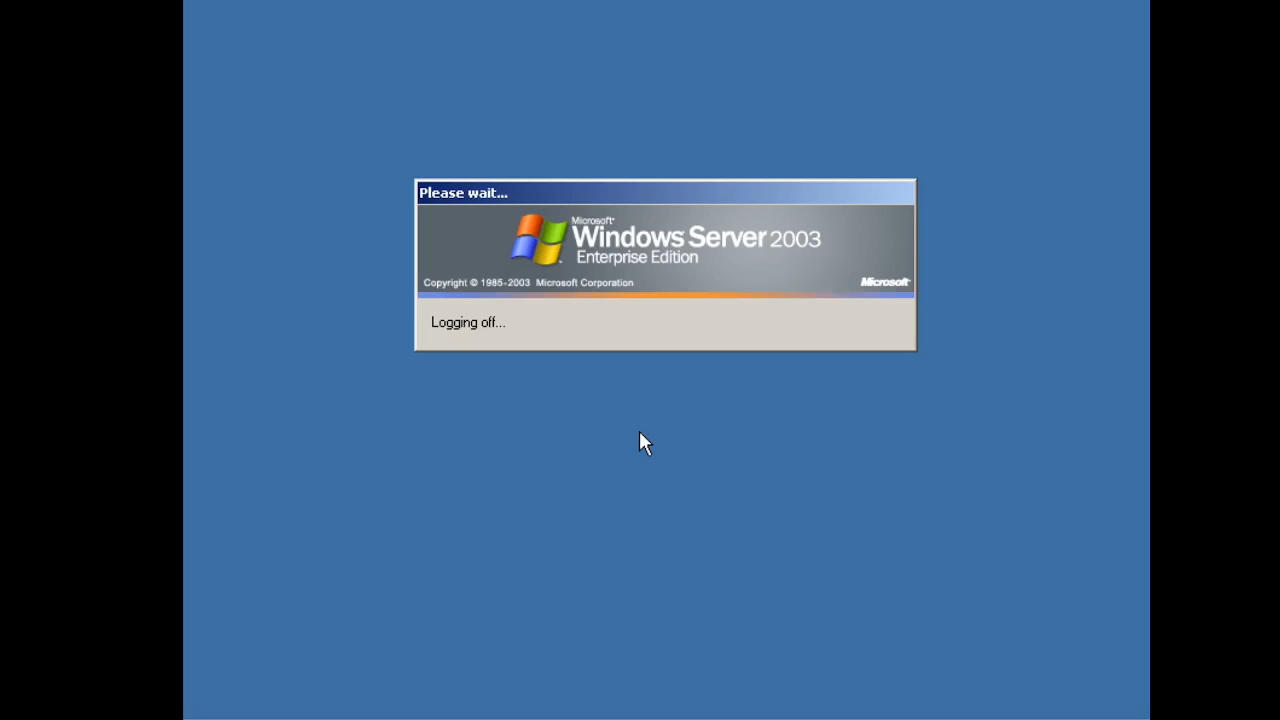 Please wait...
Microsoft®
Windows Server 2003
Enterprise Edition
Copyright © 1985-2003 Microsoft Corporation
Microsoft
Logging off...